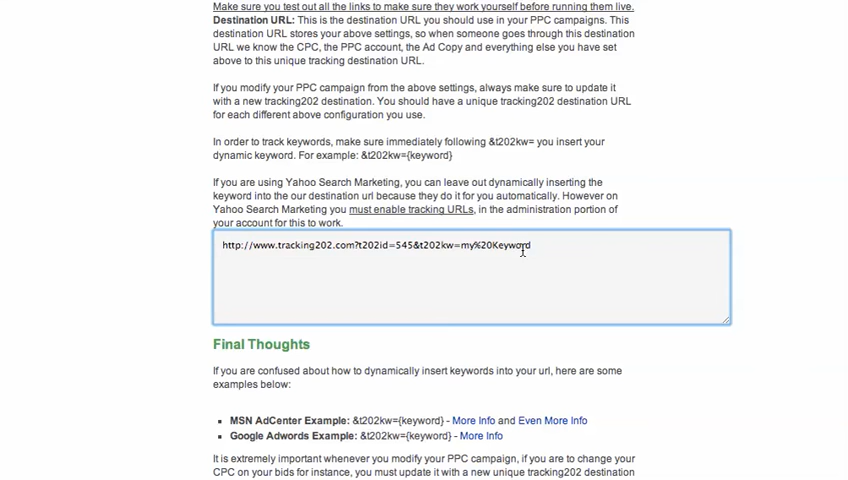 Make sure you test out all the links to make sure they work yourself before running them live.
Destination URL: This is the destination URL you should use in your PPC campaigns. This
destination URL stores your above settings, so when someone goes through this destination
URL we know the CPC, the PPC account, the Ad Copy and everything else you have set
above to this unique tracking destination URL.
If you modify your PPC campaign from the above settings, always make sure to update it
with a new tracking202 destination. You should have a unique tracking202 destination URL
for each different above configuration you use.
In order to track keywords, make sure immediately following &t202kw= you insert your
dynamic keyword. For example: &t202kw={keyword}
If you are using Yahoo Search Marketing, you can leave out dynamically inserting the
keyword into the our destination url because they do it for you automatically. However on
Yahoo Search Marketing you must enable tracking URLs, in the administration portion of
your account for this to work.
http://www.tracking202.com?t202id=545&t202kw=my%20Keyword
Final Thoughts
If you are confused about how to dynamically insert keywords into your url, here are some
examples below:
• MSN AdCenter Example: &t202kw={keyword} - More Info and Even More Info
• Google Adwords Example: &t202kw={keyword} - More Info
It is extremely important whenever you modify your PPC campaign, if you are to change your
CPC on your bids for instance, you must update it with a new unique tracking202 destination